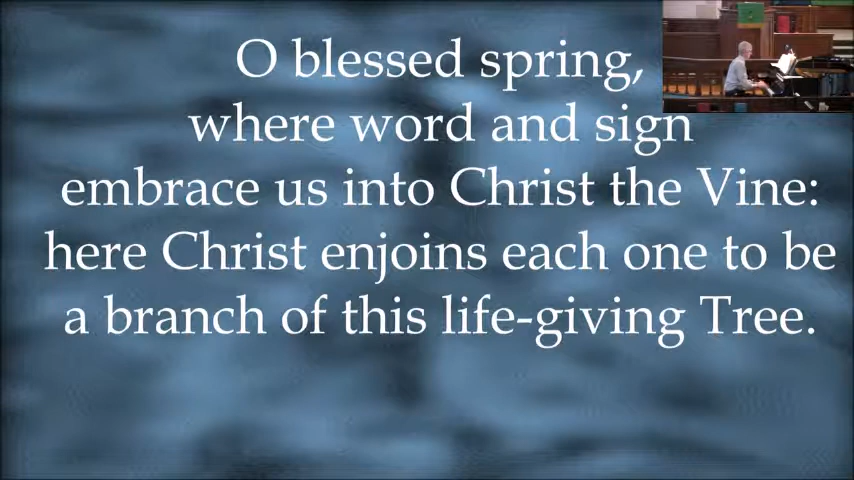 O blessed spring,
where word and sign
embrace us into Christ the Vine:
here Christ enjoins each one to be
a branch of this life-giving Tree.